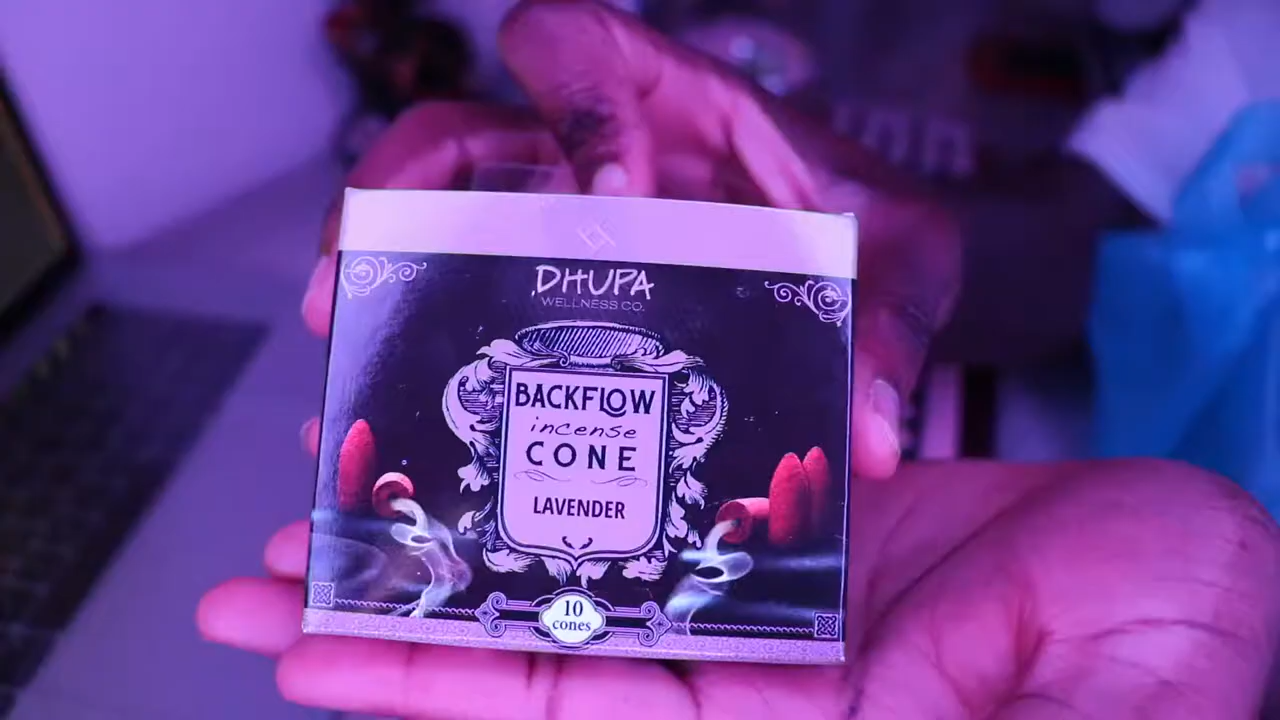 DHUPA
WELLNESS CO.
BACKFLOW
incense
CONE
LAVENDER
10
cones